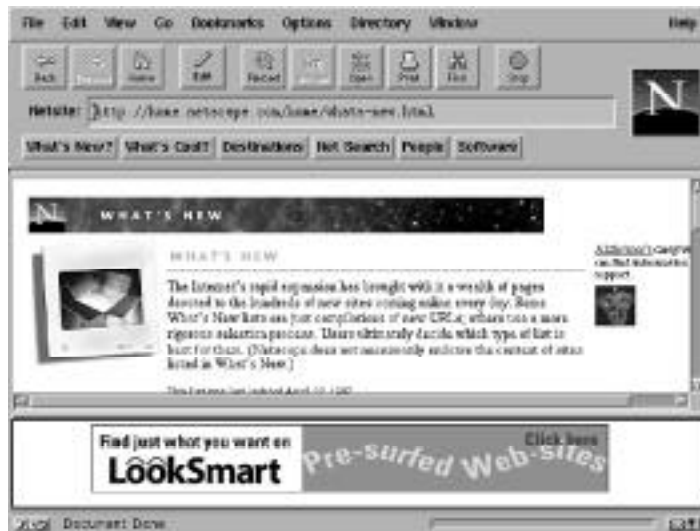 File Edit View Go Bookmarks Options Directory Window Help
Back Home Edit Reload Open Print Find Stop
Netsite: http://home.netscape.com/home/whats-new.html
N
What's New? What's Cool? Destinations Net Search People Software
N WHAT'S NEW
WHAT'S NEW
The Internet's rapid expansion has brought with it a wealth of pages
devoted to the hundreds of new sites coming online every day. Some
What's New lists are just compilations of new URLs; others use a more
rigorous selection process. Users ultimately decide which type of list is
best for them. (Netscape does not necessarily endorse the content of sites
listed in What's New.)
can find information
support
Find just what you want on
LookSmart
Pre-surfed Web-sites
Click here
Document Done